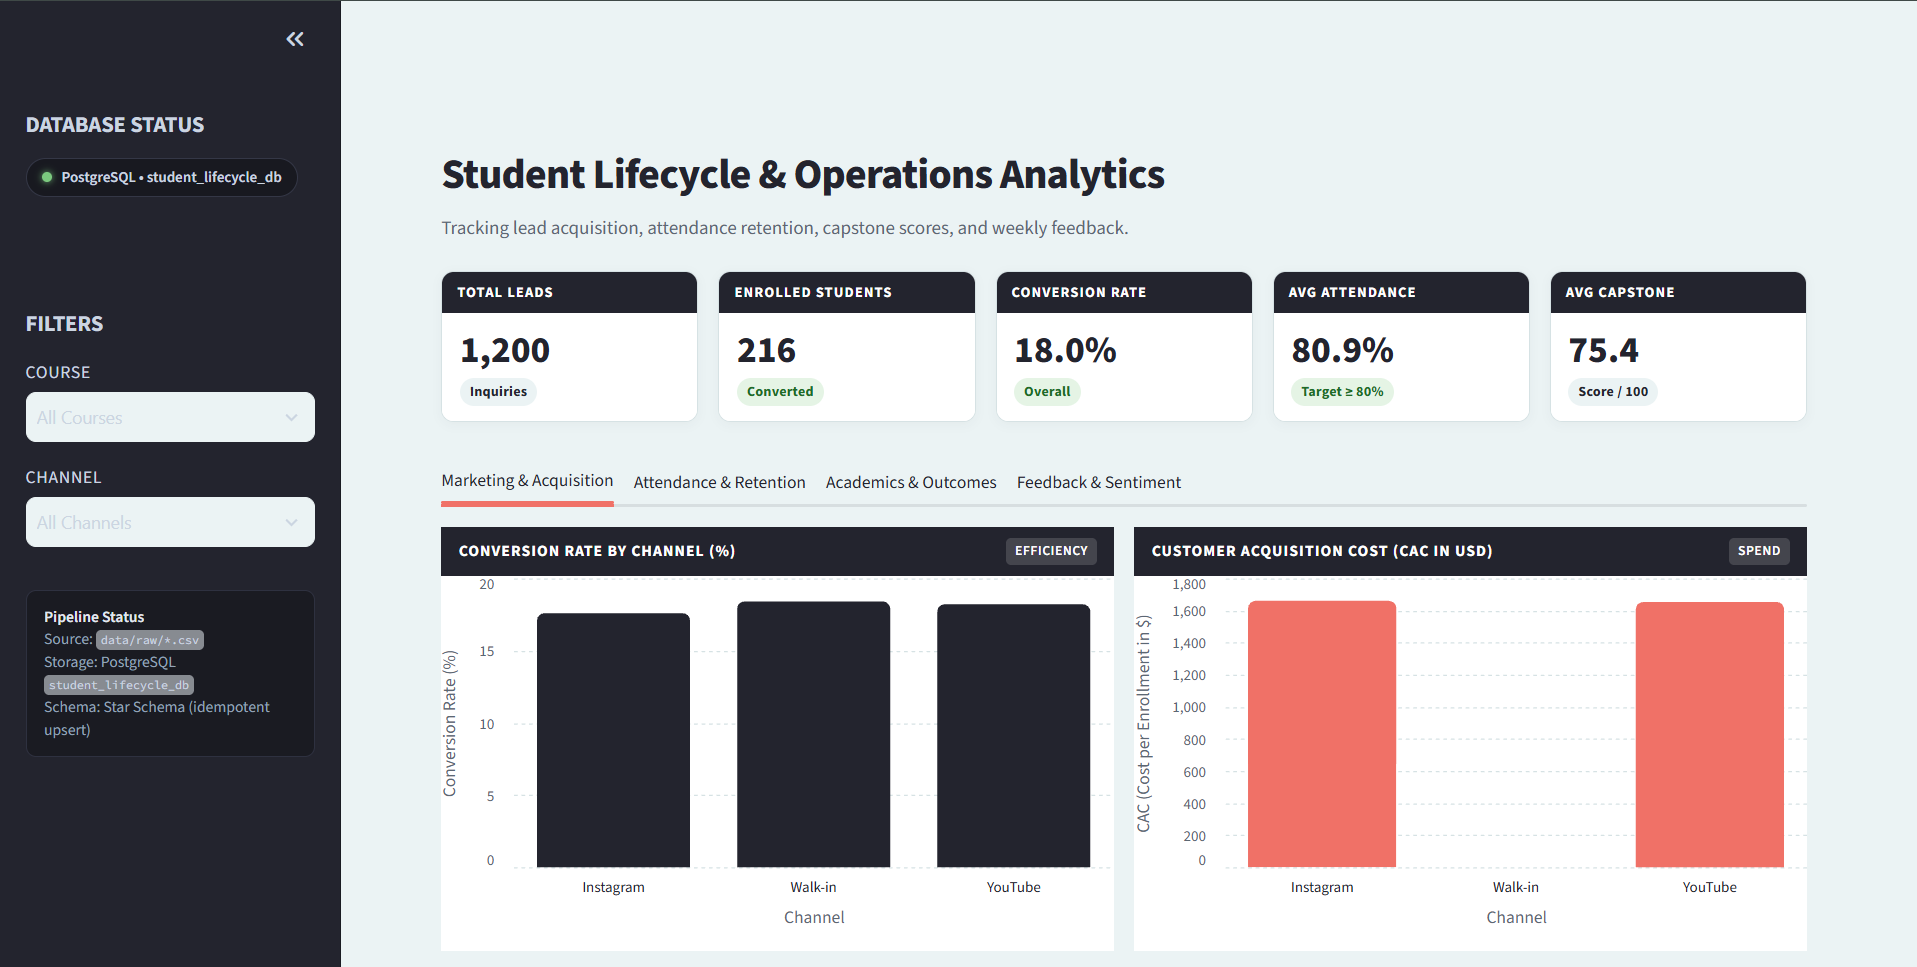 DATABASE STATUS
PostgreSQL • student_lifecycle_db
FILTERS
COURSE
All Courses
CHANNEL
All Channels
Pipeline Status
Source: data/raw/*.csv
Storage: PostgreSQL
student_lifecycle_db
Schema: Star Schema (idempotent
upsert)
Student Lifecycle & Operations Analytics
Tracking lead acquisition, attendance retention, capstone scores, and weekly feedback.
TOTAL LEADS
1,200
Inquiries
ENROLLED STUDENTS
216
Converted
CONVERSION RATE
18.0%
Overall
AVG ATTENDANCE
80.9%
Target ≥ 80%
AVG CAPSTONE
75.4
Score / 100
Marketing & Acquisition
Attendance & Retention
Academics & Outcomes
Feedback & Sentiment
CONVERSION RATE BY CHANNEL (%)
EFFICIENCY
Conversion Rate (%)
20
15
10
5
0
Instagram
Walk-in
YouTube
Channel
CUSTOMER ACQUISITION COST (CAC IN USD)
SPEND
CAC (Cost per Enrollment in $)
1,800
1,600
1,400
1,200
1,000
800
600
400
200
0
Instagram
Walk-in
YouTube
Channel